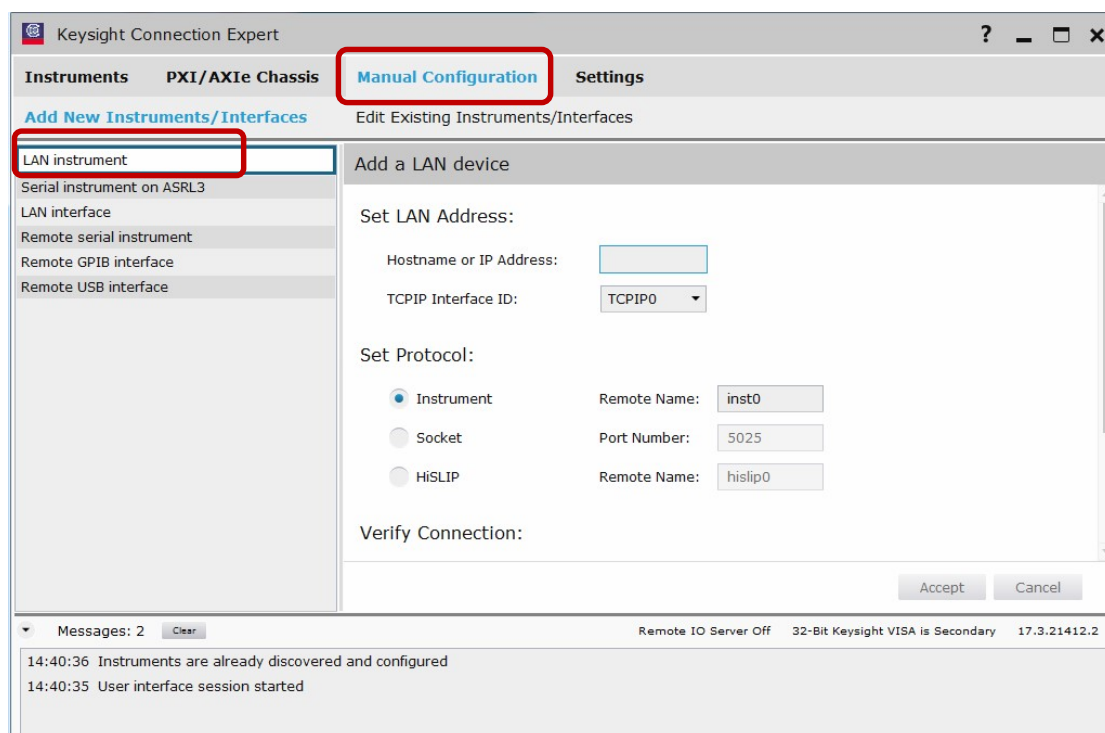 Keysight Connection Expert
?
Instruments PXI/AXIe Chassis Manual Configuration Settings
Add New Instruments/Interfaces Edit Existing Instruments/Interfaces
LAN instrument
Serial instrument on ASRL3
LAN interface
Remote serial instrument
Remote GPIB interface
Remote USB interface
Add a LAN device
Set LAN Address:
Hostname or IP Address:
TCPIP Interface ID: TCPIP0
Set Protocol:
Instrument Remote Name: inst0
Socket Port Number: 5025
HiSLIP Remote Name: hislip0
Verify Connection:
Accept Cancel
Messages: 2 Clear Remote IO Server Off 32-Bit Keysight VISA is Secondary 17.3.21412.2
14:40:36 Instruments are already discovered and configured
14:40:35 User interface session started